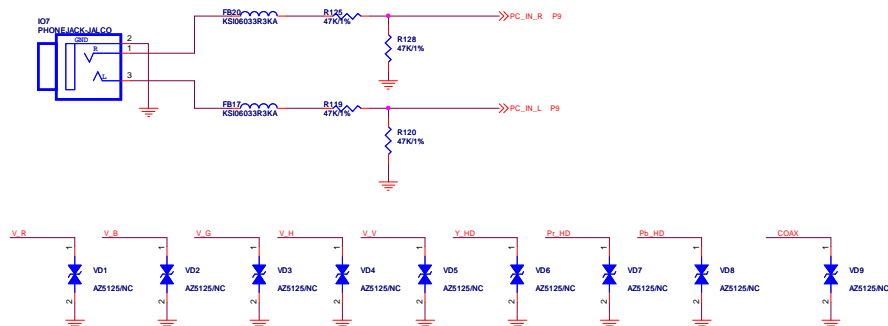 IO7
PHONEJACK-JALCO
GND
R
L
2
1
3
FB20
KSI06033R3KA
R125
47K/1%
R128
47K/1%
PC_IN_R P9
FB17
KSI06033R3KA
R119
47K/1%
R120
47K/1%
PC_IN_L P9
V_R
V_B
V_G
V_H
V_V
Y_HD
Pr_HD
Pb_HD
COAX
1
1
1
1
1
1
1
1
1
VD1
VD2
VD3
VD4
VD5
VD6
VD7
VD8
VD9
AZ5125/NC
AZ5125/NC
AZ5125/NC
AZ5125/NC
AZ5125/NC
AZ5125/NC
AZ5125/NC
AZ5125/NC
AZ5125/NC
2
2
2
2
2
2
2
2
2